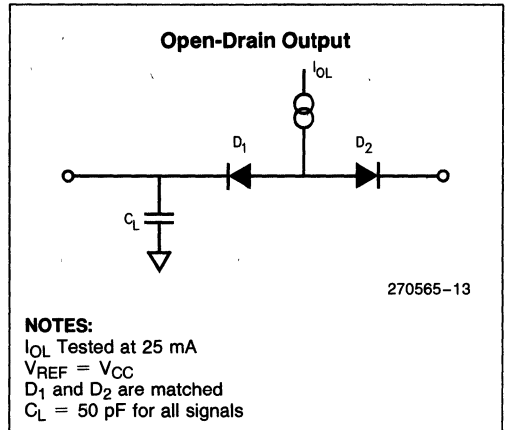 Open-Drain Output
IOL
D1
D2
CL
270565-13
NOTES:
IOL Tested at 25 mA
VREF = VCC
D1 and D2 are matched
CL = 50 pF for all signals